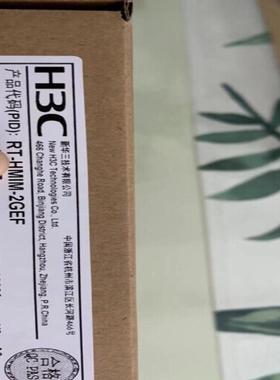 H3C
新华三技术有限公司
New H3C Technologies Co., Ltd.
466 Changhe Road, Binjiang District, Hangzhou, Zhejiang, P.R.China
中国浙江省杭州市滨江区长河路466号
产品代码(PID): RT-HMIM-2GEF
合格
QC PASS